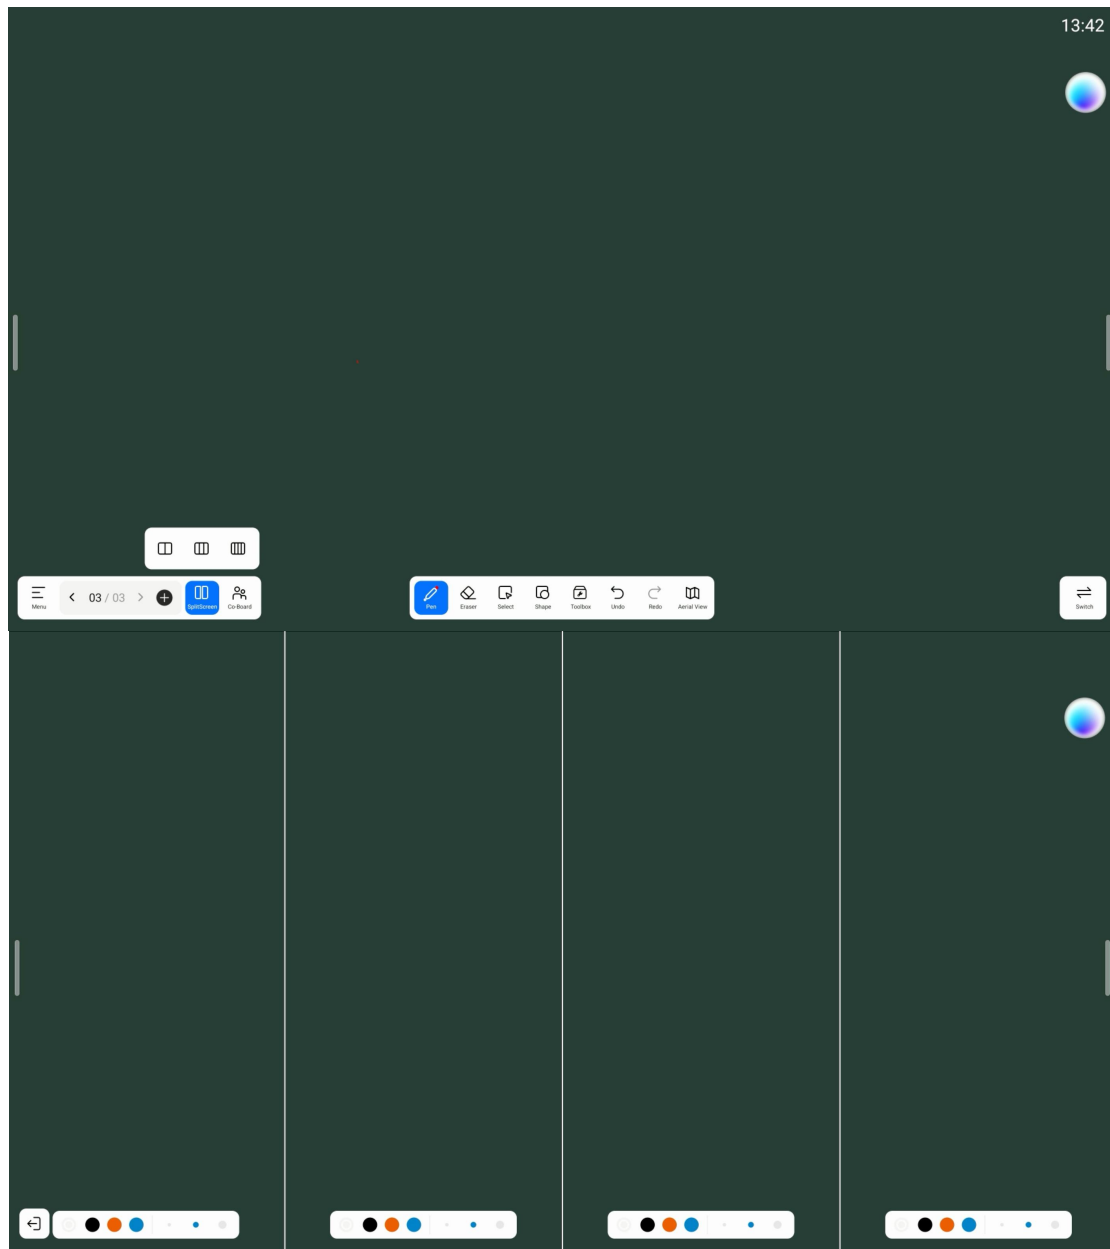 13:42
Menu
03 / 03
SplitScreen
Co-Board
Pen
Eraser
Select
Shape
Toolbox
Undo
Redo
Aerial View
Switch